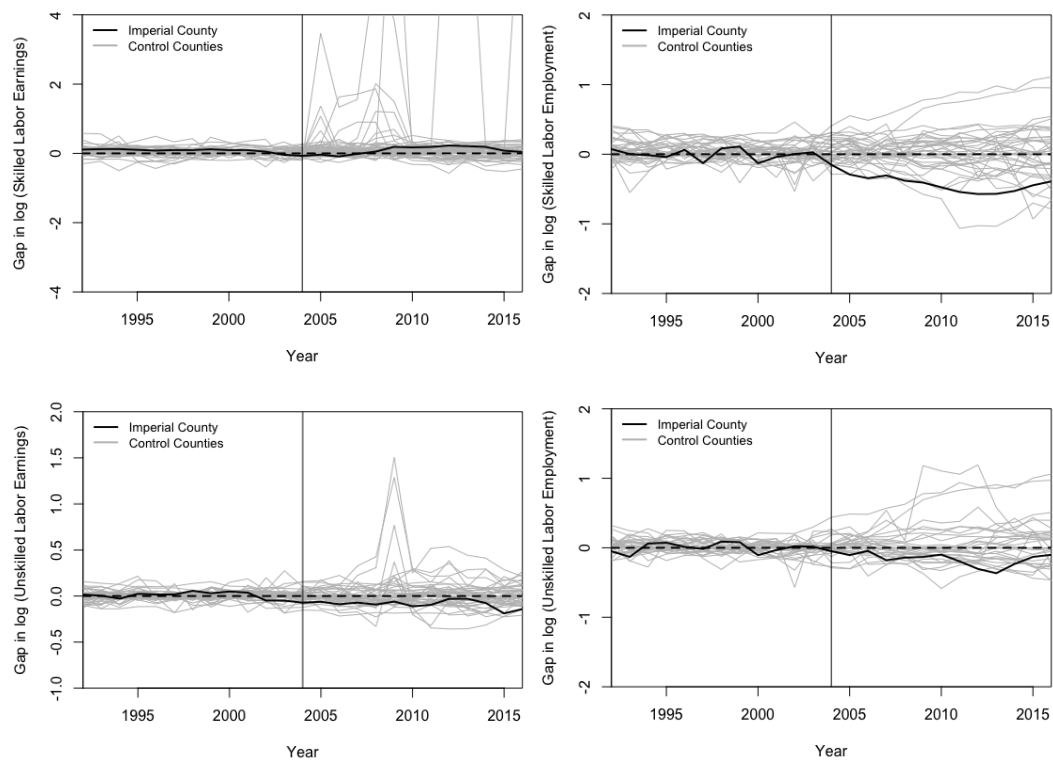 Gap in log (Skilled Labor Earnings)
4
2
0
-2
-4
Imperial County
Control Counties
1995
2000
2005
2010
2015
Year
Gap in log (Skilled Labor Employment)
2
1
0
-1
-2
Imperial County
Control Counties
1995
2000
2005
2010
2015
Year
Gap in log (Unskilled Labor Earnings)
2.0
1.5
1.0
0.5
0.0
-0.5
-1.0
Imperial County
Control Counties
1995
2000
2005
2010
2015
Year
Gap in log (Unskilled Labor Employment)
2
1
0
-1
-2
Imperial County
Control Counties
1995
2000
2005
2010
2015
Year